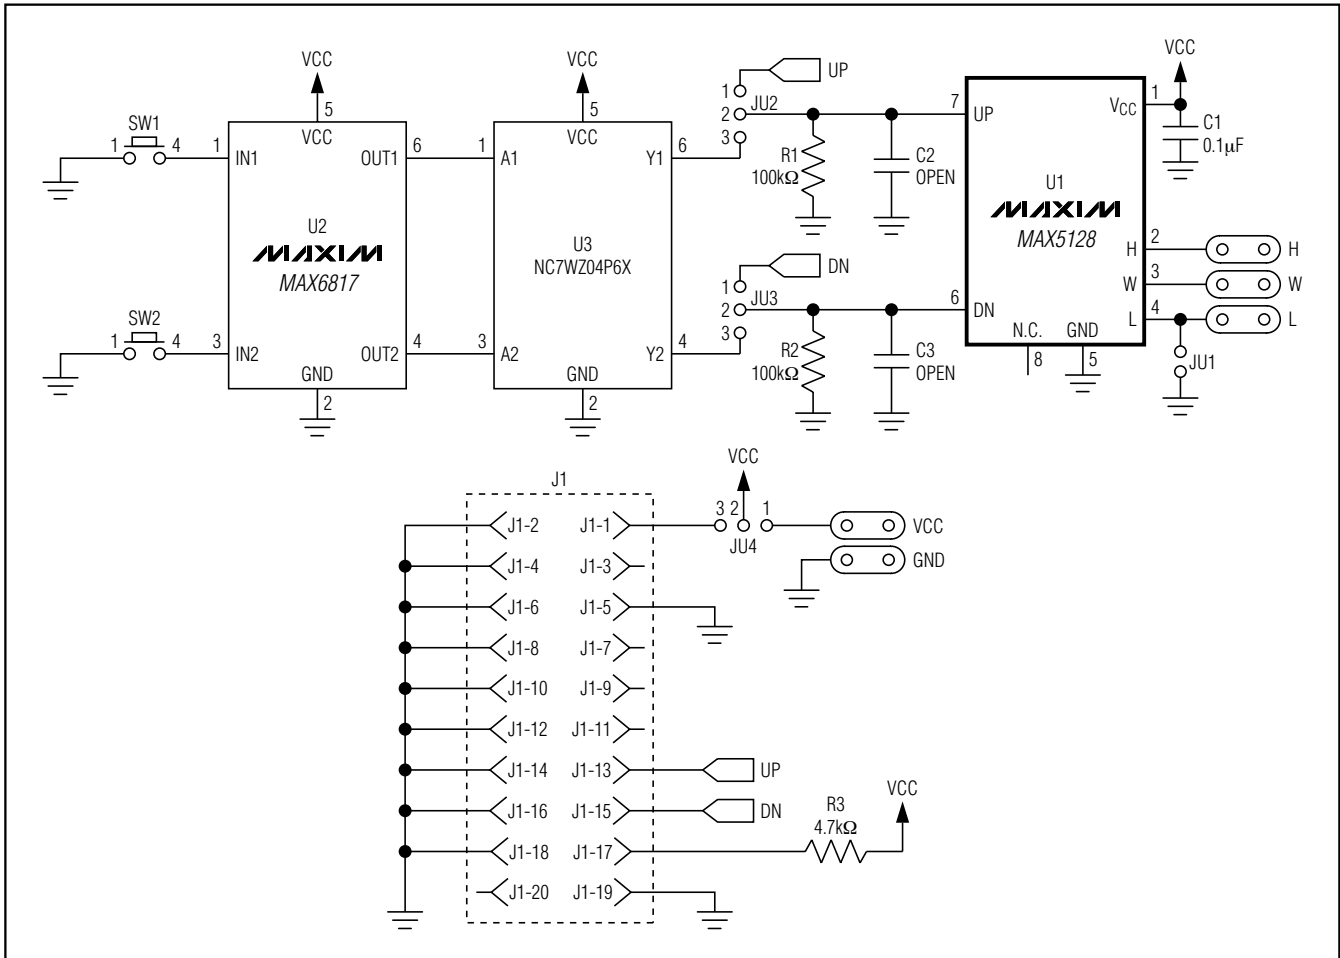 VCC
5
VCC
SW1
1
4
1
IN1
OUT1
6
U2
MAXIM
MAX6817
SW2
1
4
3
IN2
OUT2
4
GND
2
VCC
5
VCC
1
A1
Y1
6
U3
NC7WZ04P6X
3
A2
Y2
4
GND
2
UP
1
2
3
JU2
R1
100kΩ
C2
OPEN
DN
1
2
3
JU3
R2
100kΩ
C3
OPEN
7
UP
VCC
1
VCC
C1
0.1µF
U1
MAXIM
MAX5128
H
2
H
W
3
W
6
DN
L
4
L
N.C.
GND
8
5
JU1
J1
VCC
J1-2
J1-1
3
2
1
JU4
VCC
J1-4
J1-3
GND
J1-6
J1-5
J1-8
J1-7
J1-10
J1-9
J1-12
J1-11
J1-14
J1-13
UP
J1-16
J1-15
DN
R3
4.7kΩ
VCC
J1-18
J1-17
J1-20
J1-19